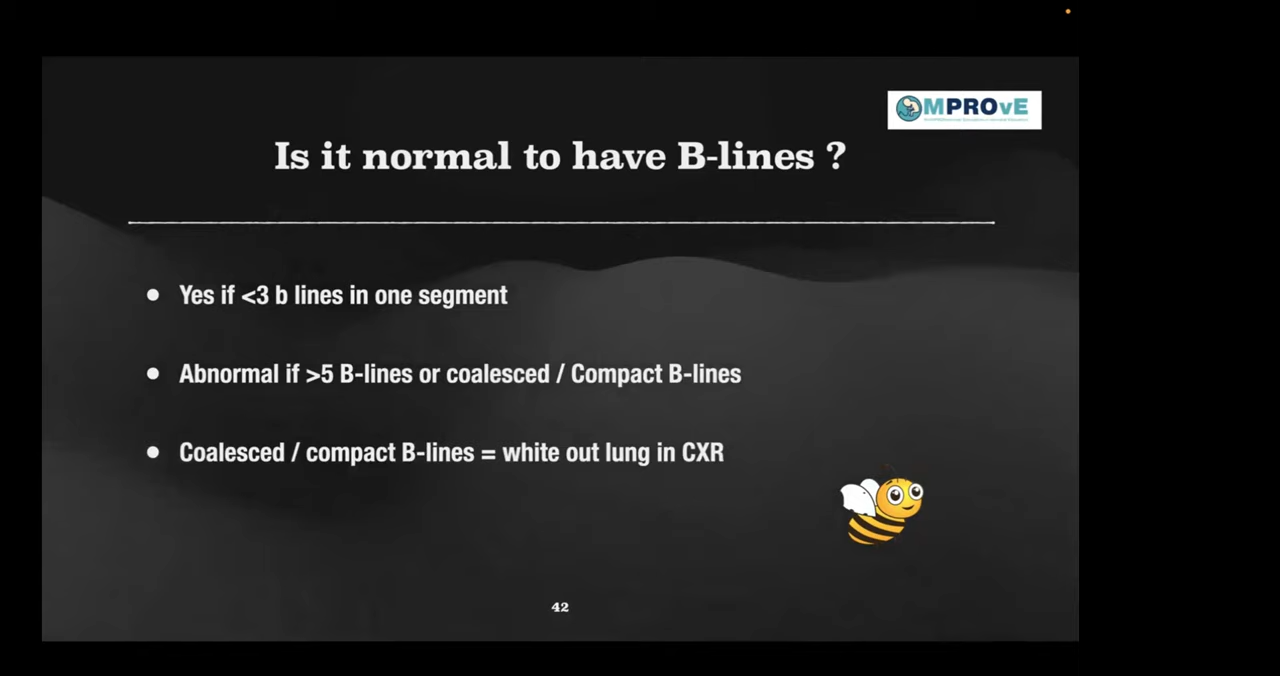 MPROvE
Is it normal to have B-lines ?
Yes if <3 b lines in one segment
Abnormal if >5 B-lines or coalesced / Compact B-lines
Coalesced / compact B-lines = white out lung in CXR
42